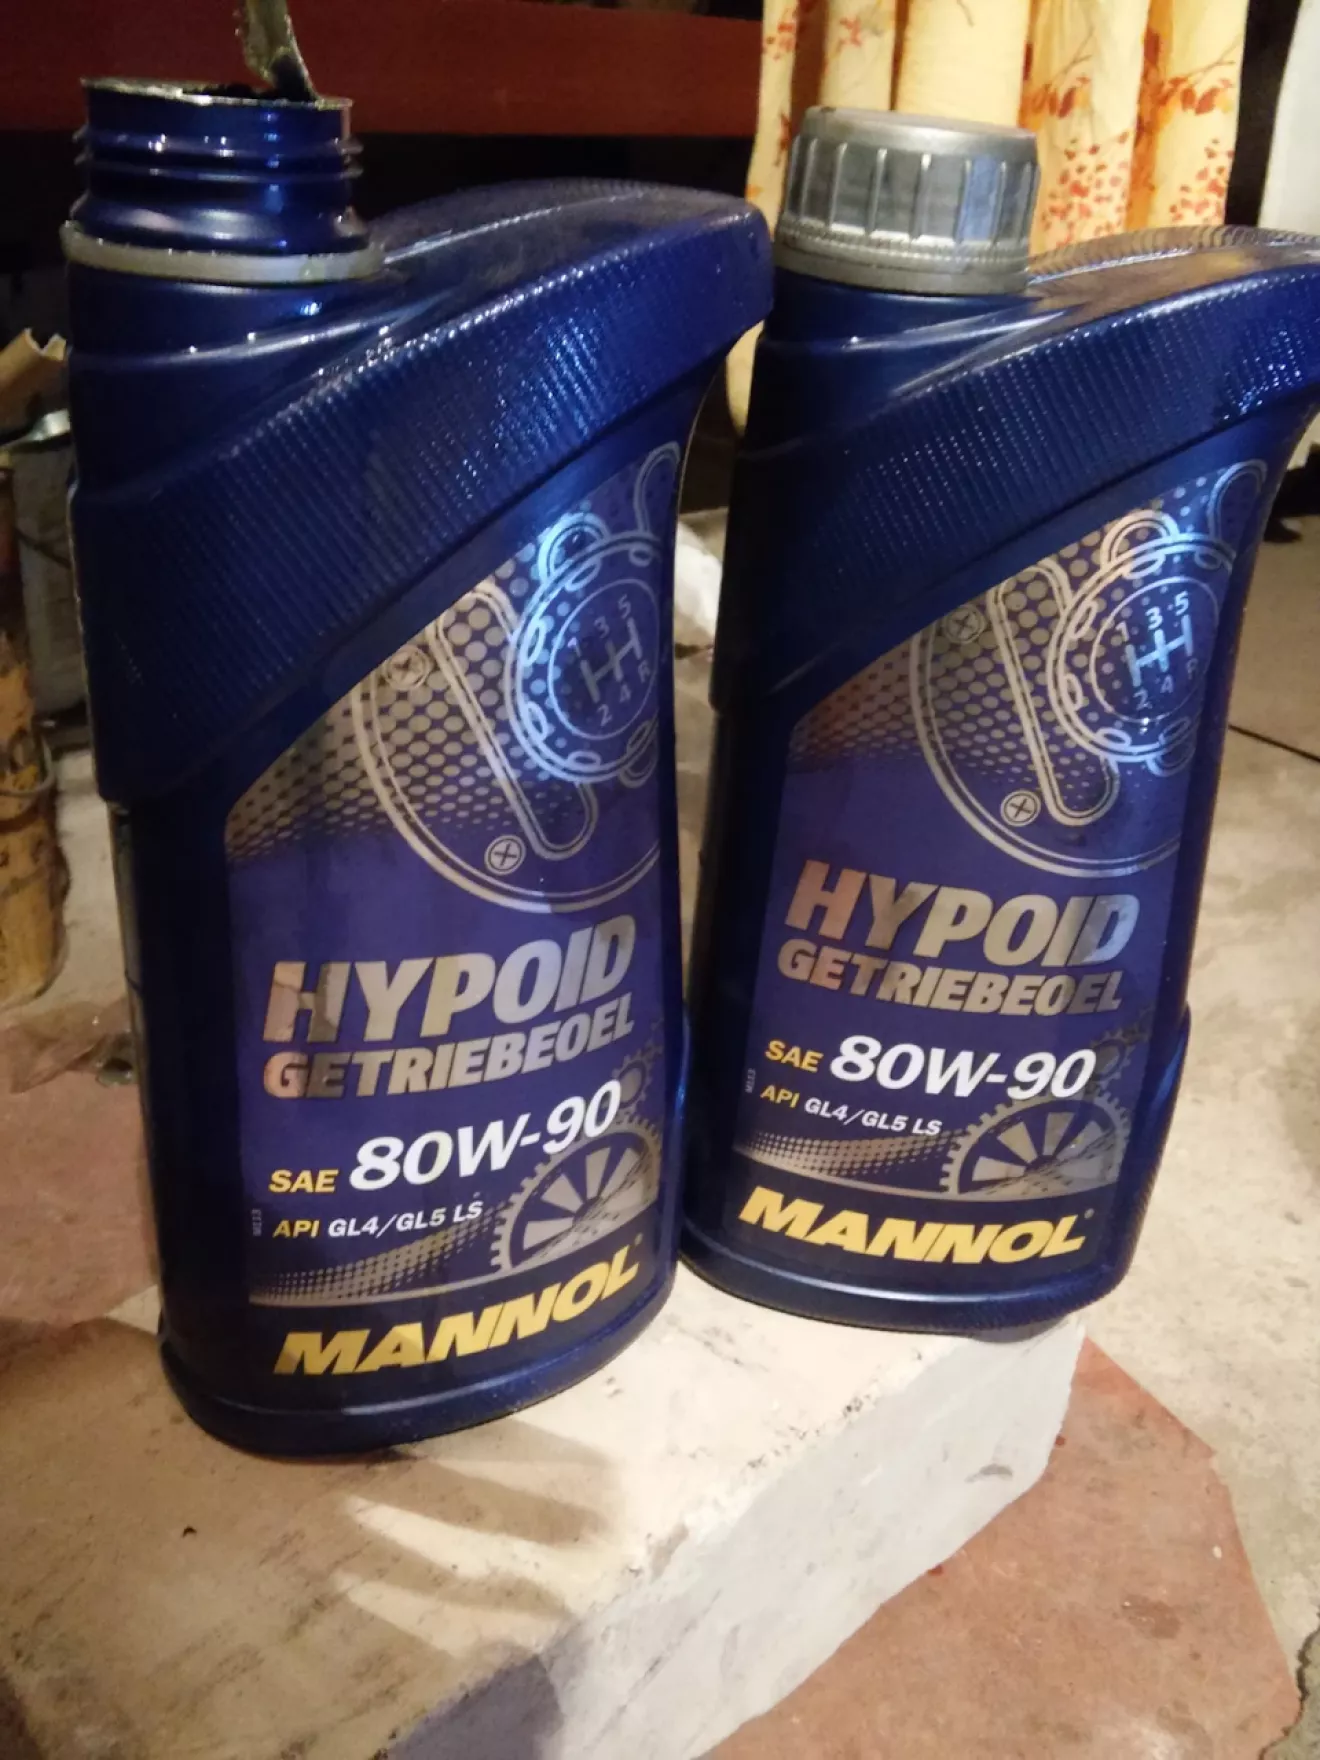 5
3
1
R
4
2
HYPOID
GETRIEBEOEL
SAE 80W-90
API GL4/GL5 LS
MANNOL®
5
3
1
R
4
2
HYPOID
GETRIEBEOEL
SAE 80W-90
API GL4/GL5 LS
MANNOL®